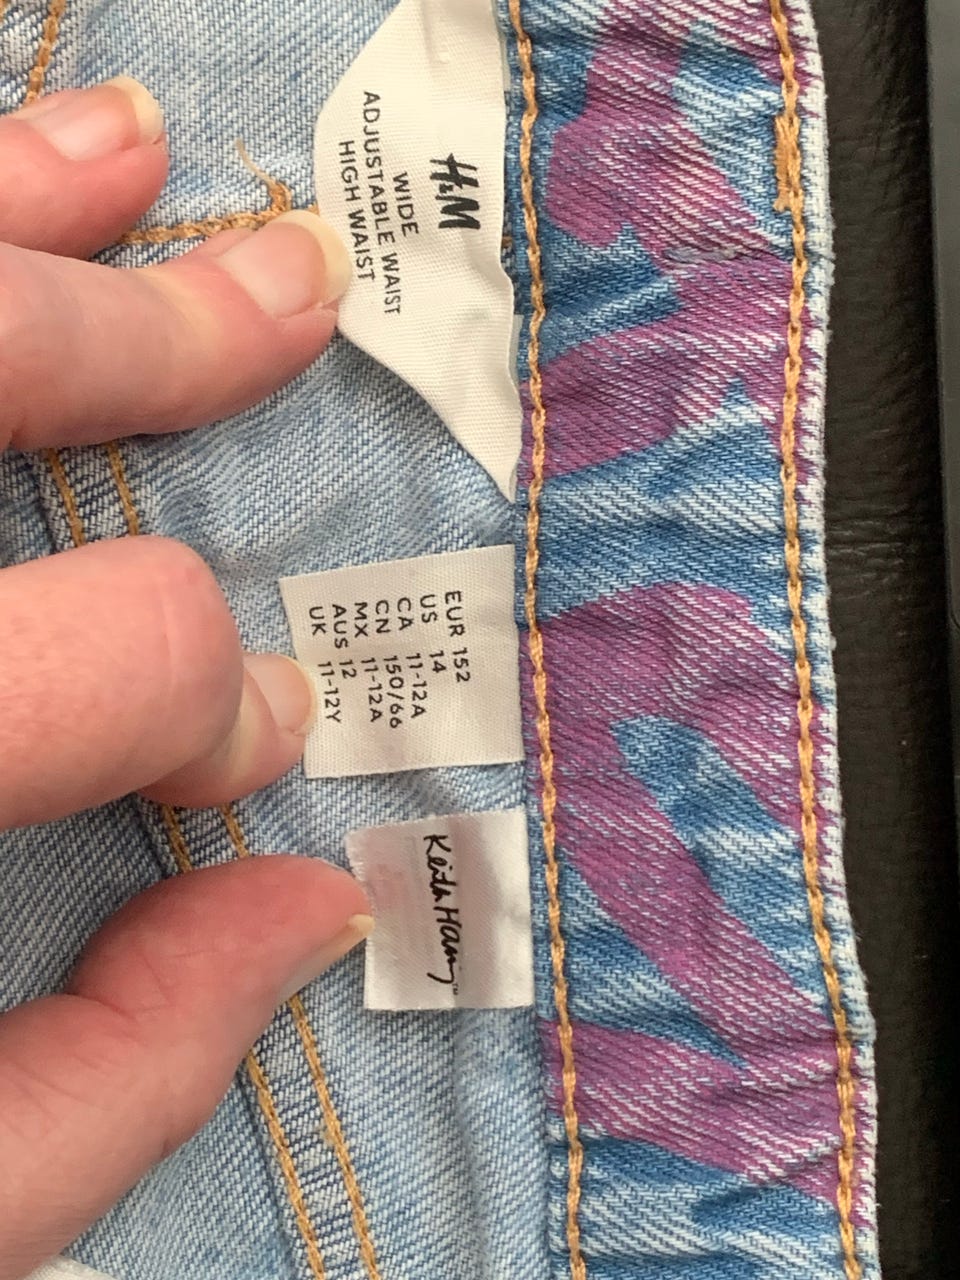 H&M
WIDE
ADJUSTABLE WAIST
HIGH WAIST
EUR 152
US 14
CA 11-12A
CN 150/66
MX 11-12A
AUS 12
UK 11-12Y
Keith Haring™